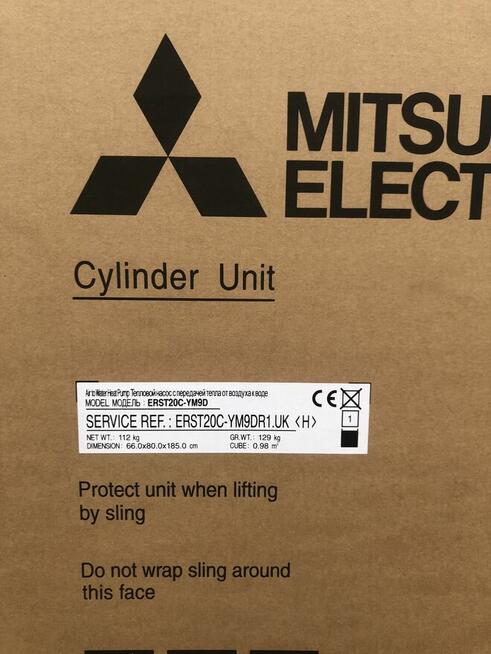 MITSU
ELECT
Cylinder Unit
Air to Water Heat Pump Тепловой насос с передачей тепла от воздуха к воде
MODEL МОДЕЛЬ : ERST20C-YM9D
SERVICE REF. : ERST20C-YM9DR1.UK <H>
NET WT. : 112 kg GR.WT. : 129 kg
DIMENSION: 66.0x80.0x185.0 cm CUBE: 0.98 m³
CE
1
Protect unit when lifting
by sling
Do not wrap sling around
this face